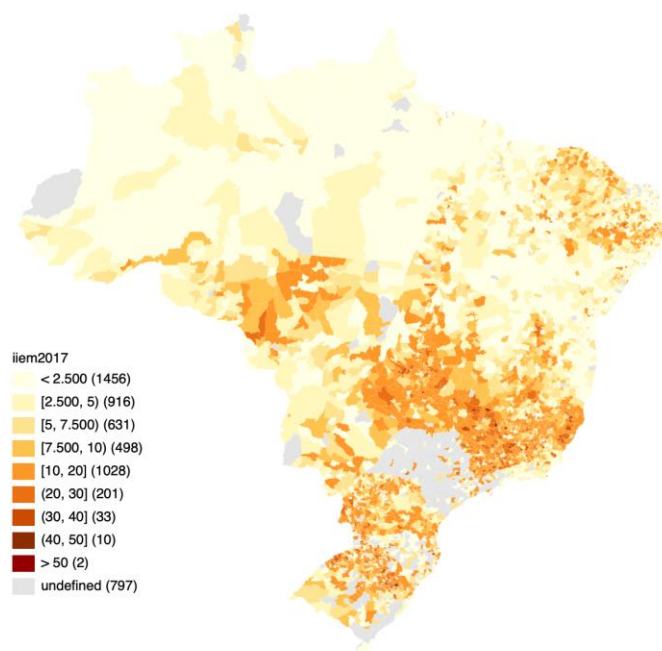 iiem2017
< 2.500 (1456)
[2.500, 5) (916)
[5, 7.500) (631)
[7.500, 10) (498)
[10, 20] (1028)
(20, 30] (201)
(30, 40] (33)
(40, 50] (10)
> 50 (2)
undefined (797)